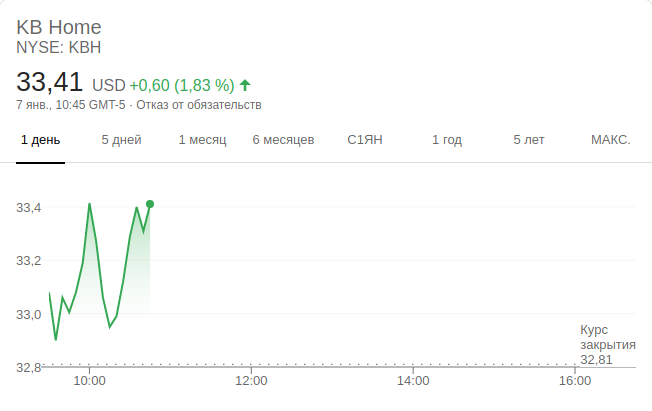 KB Home
NYSE: KBH
33,41 USD +0,60 (1,83 %)
7 янв., 10:45 GMT-5 · Отказ от обязательств
1 день 5 дней 1 месяц 6 месяцев С1ЯН 1 год 5 лет МАКС.
33,4
33,2
33,0
32,8
Курс
закрытия
32,81
10:00 12:00 14:00 16:00